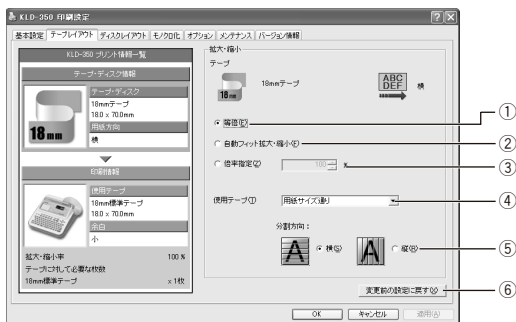 KLD-350 印刷設定
基本設定 テープレイアウト ディスクレイアウト モノクロ化 オプション メンテナンス バージョン情報
KLD-350 プリント情報一覧
テープ・ディスク情報
テープ・ディスク
18mmテープ
18.0 x 70.0mm
用紙方向
横
18 mm
印刷情報
使用テープ
18mm標準テープ
18.0 x 70.0mm
余白
小
拡大・縮小率 100 %
テープに対して必要な枚数
18mm標準テープ x 1枚
拡大・縮小
テープ
18 mm
18mmテープ
ABC
DEF
横
等倍(E)
自動フィット拡大・縮小(F)
倍率指定(Z) 100 %
使用テープ(T) 用紙サイズ通り
分割方向:
A 横(S) A 縦(R)
変更前の設定に戻す(V)
OK キャンセル 適用(A)
①
②
③
④
⑤
⑥